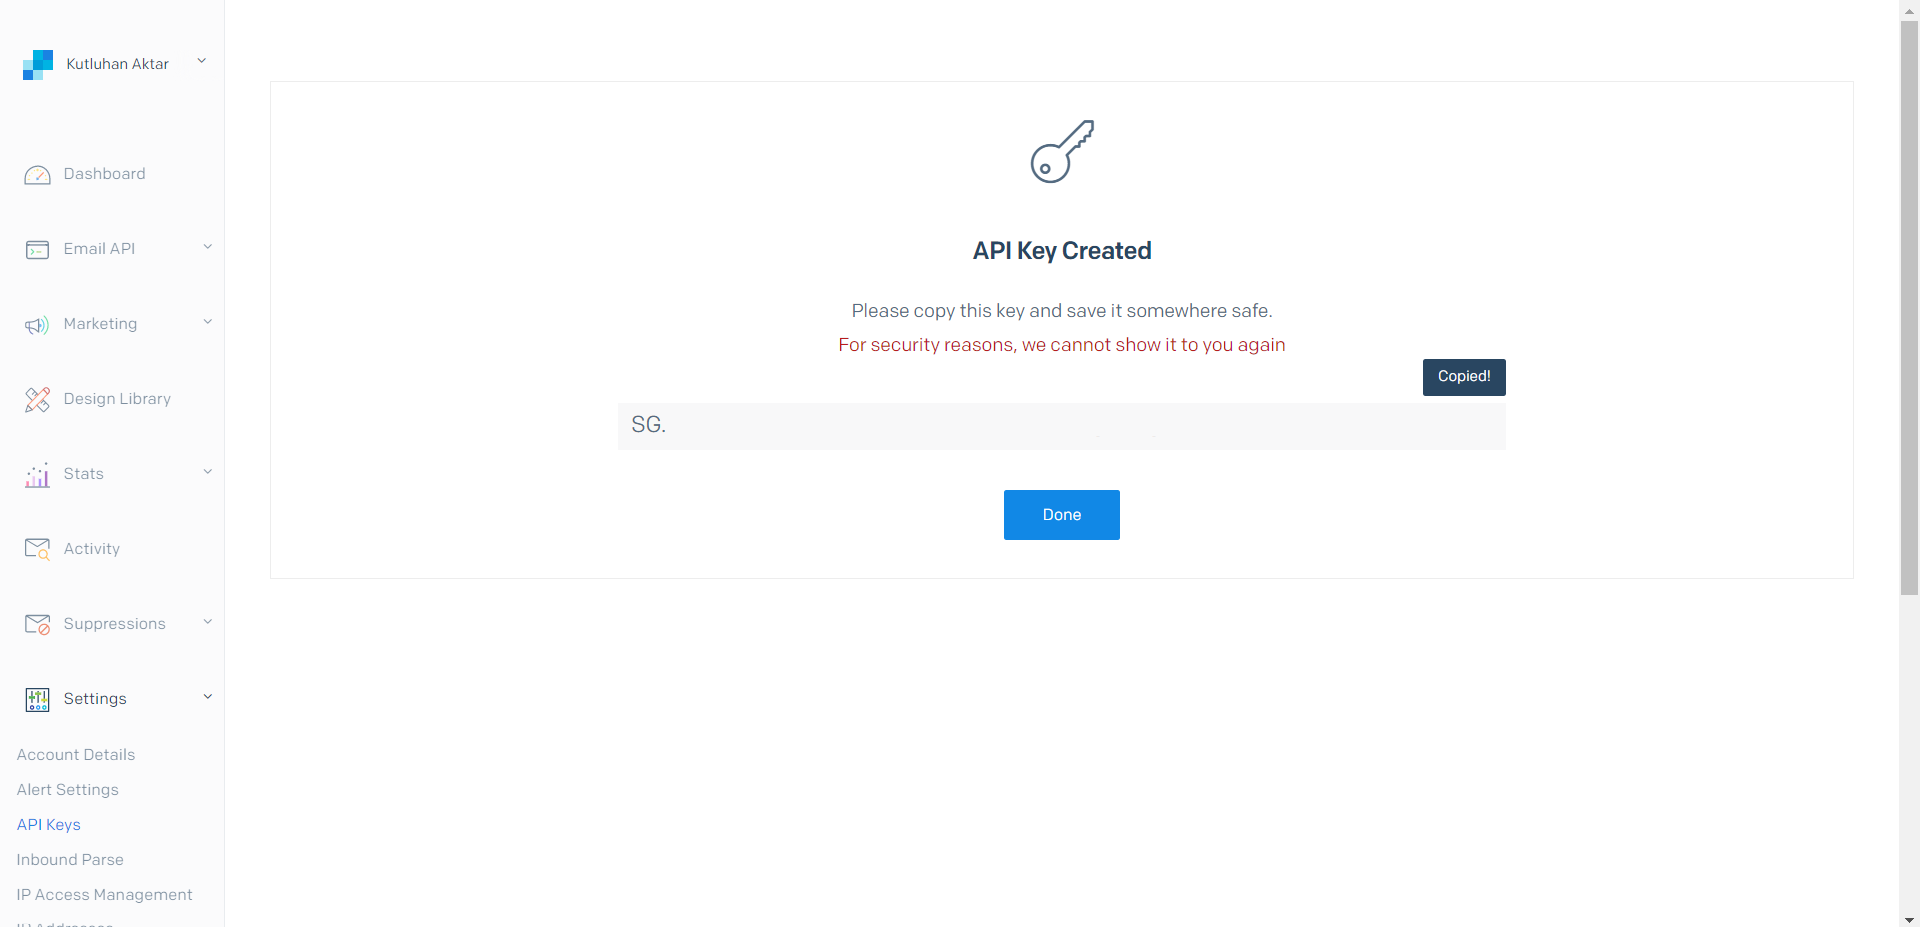 Kutluhan Aktar
Dashboard
Email API
Marketing
Design Library
Stats
Activity
Suppressions
Settings
Account Details
Alert Settings
API Keys
Inbound Parse
IP Access Management
IP Addresses
API Key Created
Please copy this key and save it somewhere safe.
For security reasons, we cannot show it to you again
Copied!
SG.
Done